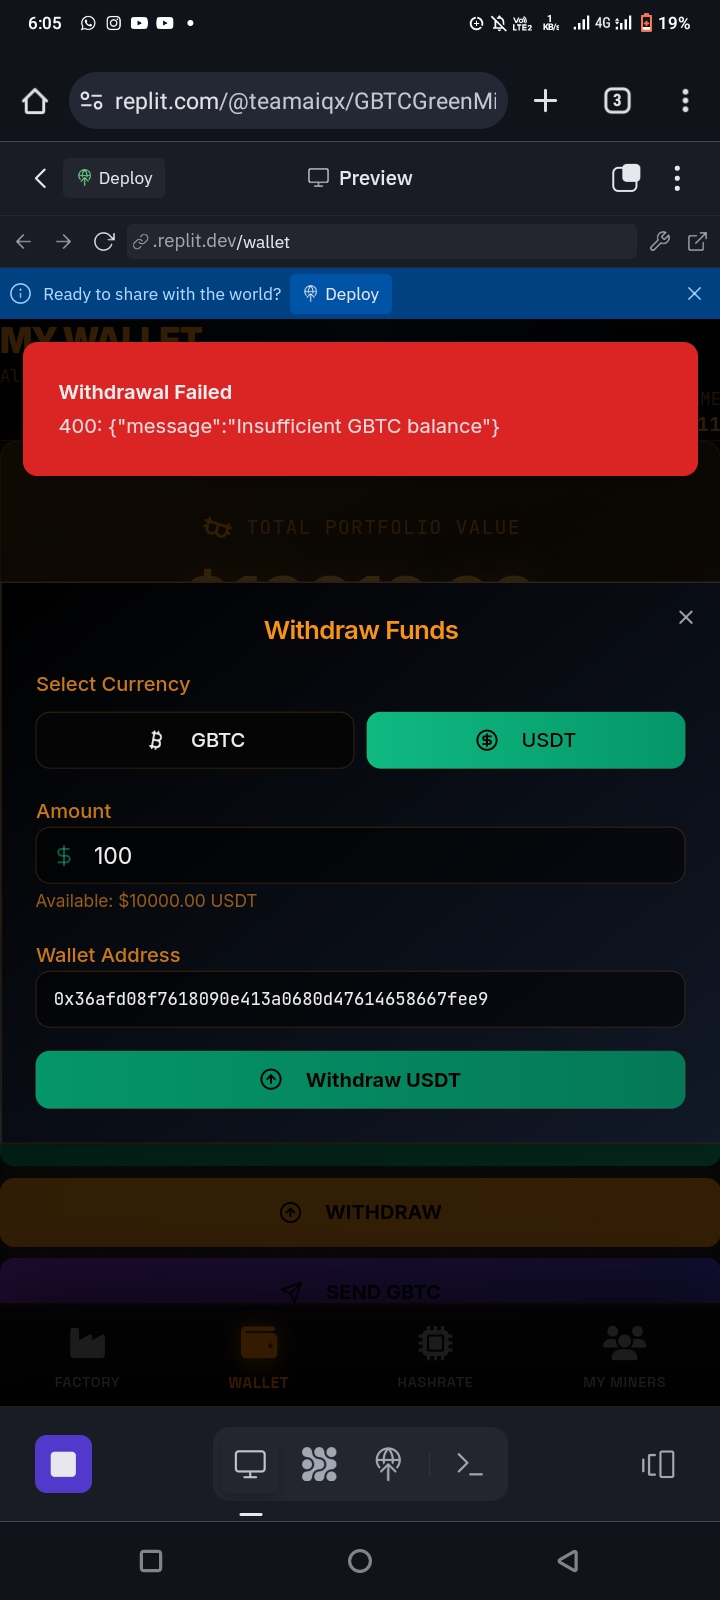 6:05
Vo) LTE2
1 KB/s
4G
19%
replit.com/@teamaiqx/GBTCGreenMi
3
Deploy
Preview
.replit.dev/wallet
Ready to share with the world?
Deploy
MY WALLET
AL
Withdrawal Failed
400: {"message":"Insufficient GBTC balance"}
ME
11
TOTAL PORTFOLIO VALUE
Withdraw Funds
Select Currency
GBTC
USDT
Amount
100
Available: $10000.00 USDT
Wallet Address
0x36afd08f7618090e413a0680d47614658667fee9
Withdraw USDT
WITHDRAW
SEND GBTC
FACTORY
WALLET
HASHRATE
MY MINERS